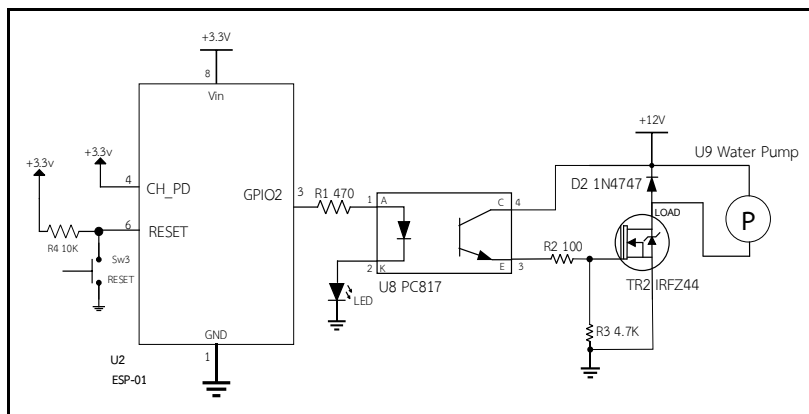 +3.3V
8
Vin
+3.3v
+3.3v
4
CH_PD
GPIO2
3
R1 470
6
RESET
R4 10K
Sw3
RESET
GND
1
U2
ESP-01
1
A
C
4
2
K
E
3
U8 PC817
LED
R2 100
R3 4.7K
+12V
U9 Water Pump
D2 1N4747
LOAD
P
TR2 IRFZ44